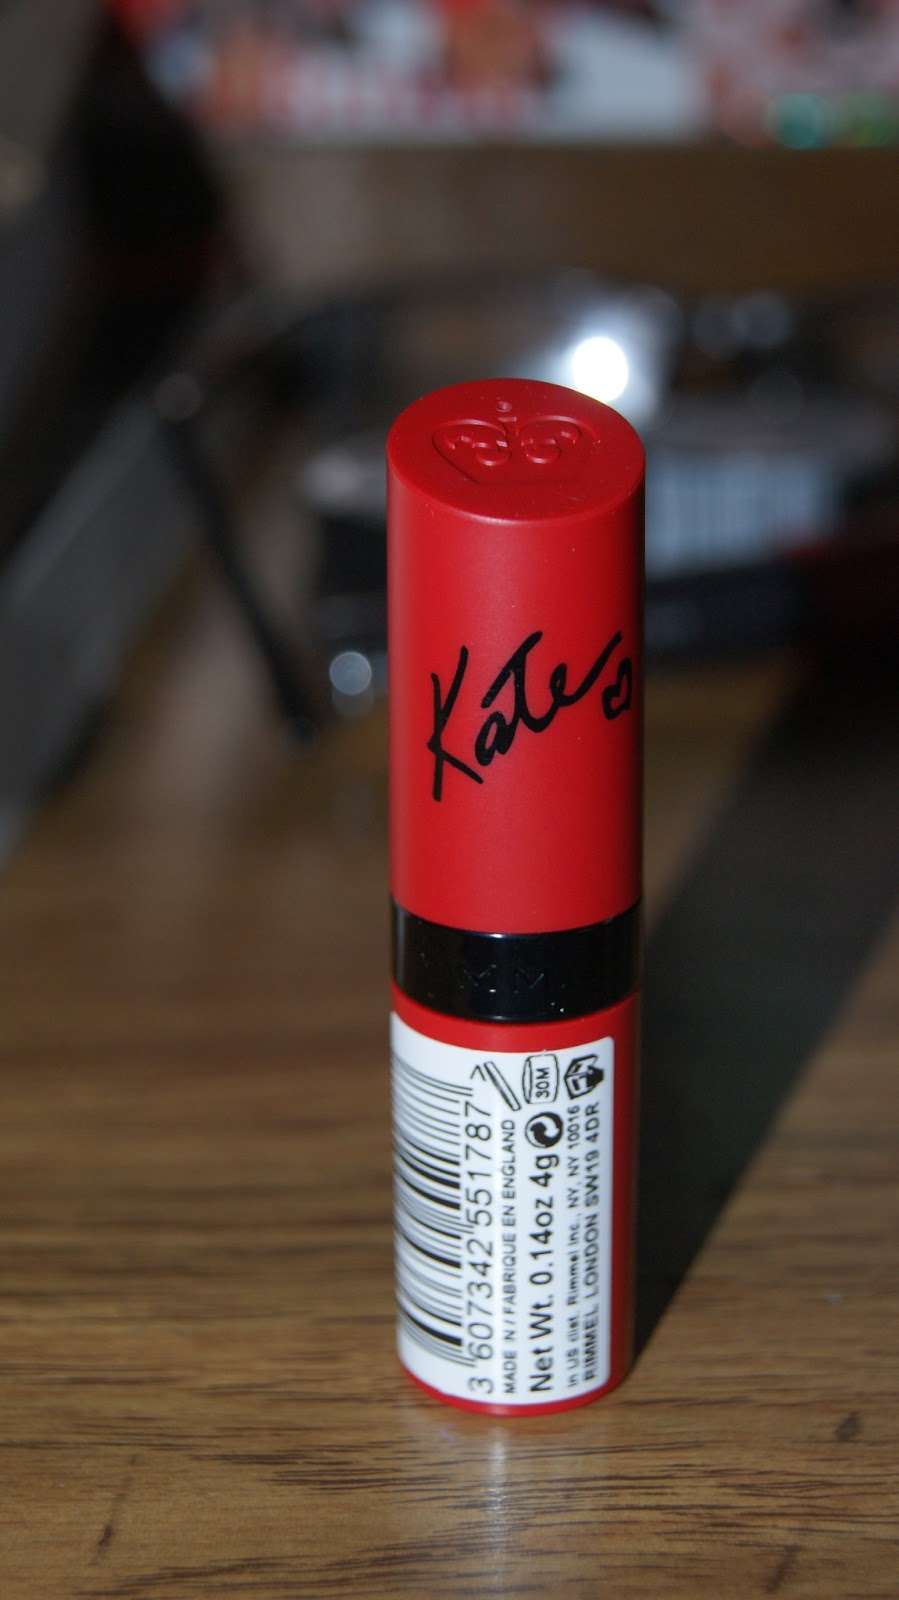 Kate
3 607342 551787
MADE IN / FABRIQUE EN ENGLAND
Net Wt. 0.14oz 4g
30M
In US dist. Rimmel Inc., NY, NY 10016
RIMMEL LONDON SW19 4DR